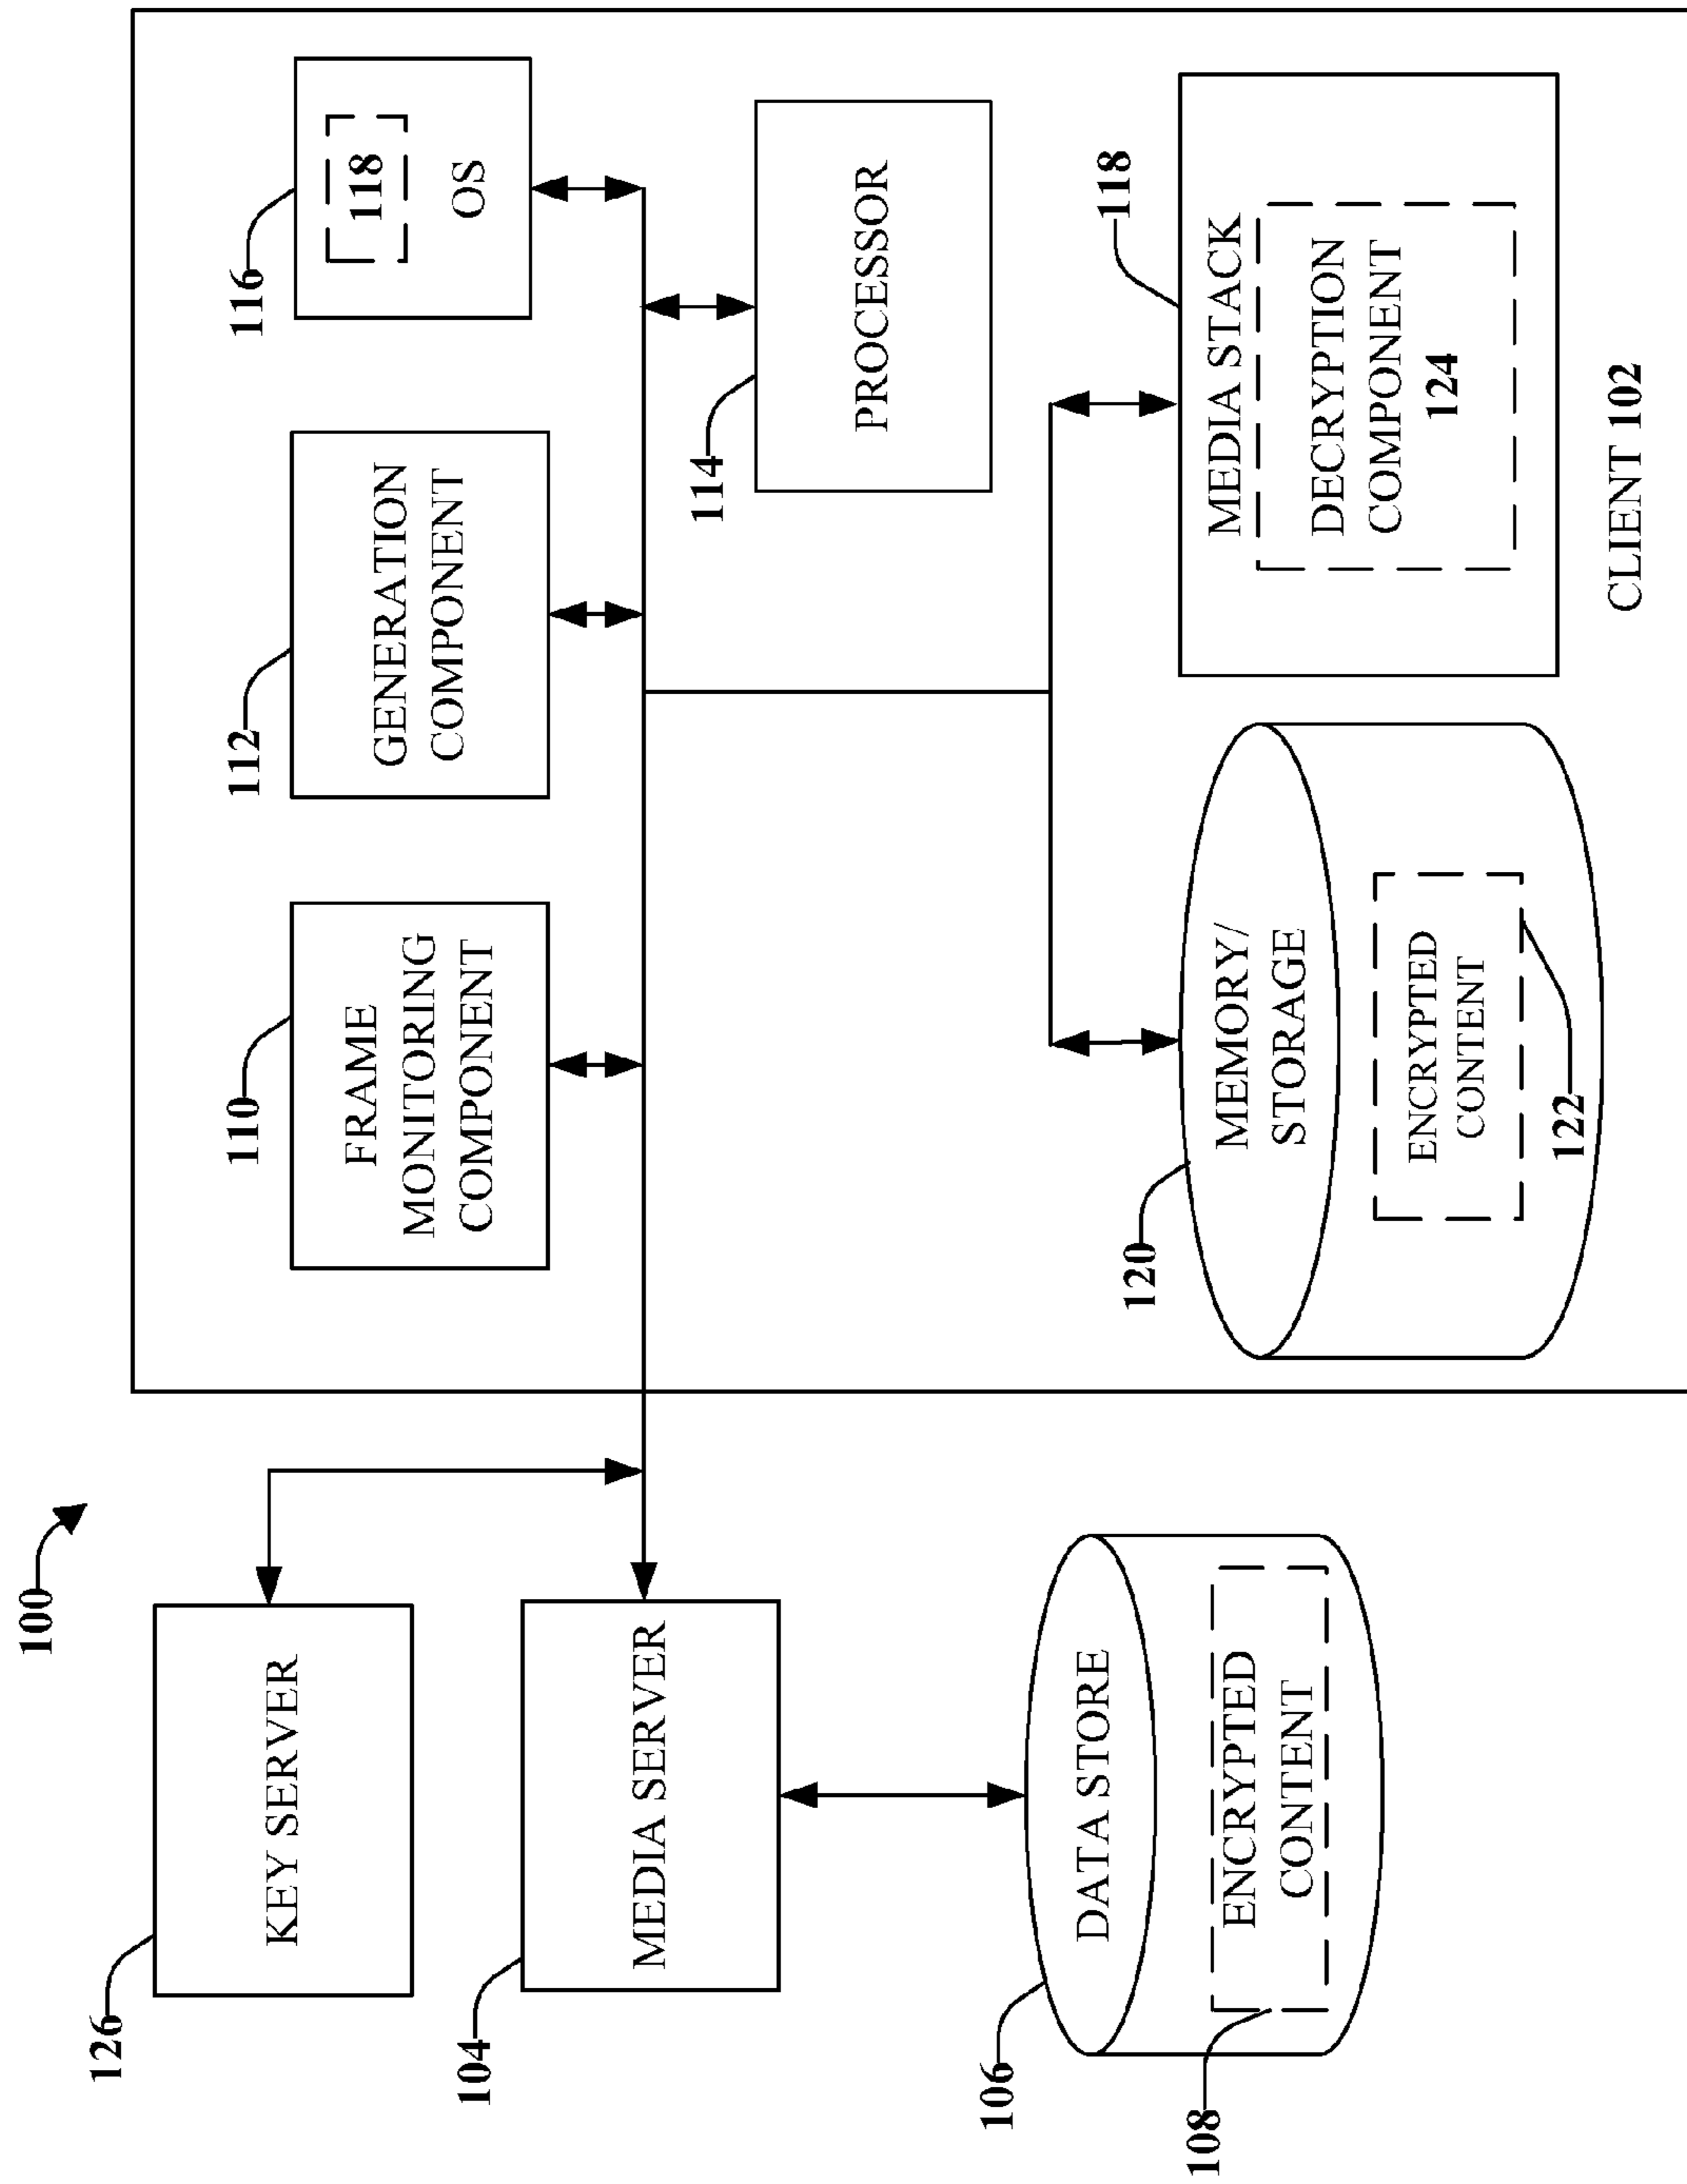 100
126
KEY SERVER
104
MEDIA SERVER
106
DATA STORE
108
ENCRYPTED
CONTENT
110
FRAME
MONITORING
COMPONENT
112
GENERATION
COMPONENT
116
118
OS
114
PROCESSOR
120
MEMORY/
STORAGE
ENCRYPTED
CONTENT
122
118
MEDIA STACK
DECRYPTION
COMPONENT
124
CLIENT 102